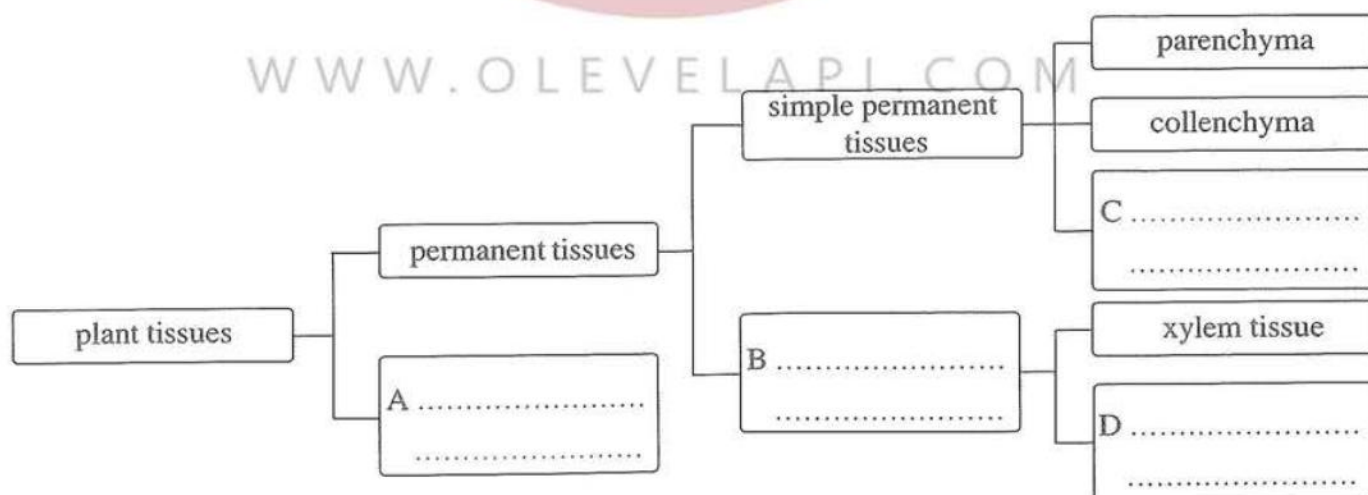 WWW.OLEVELAPI.COM
parenchyma
simple permanent
tissues
collenchyma
C ........................
........................
permanent tissues
plant tissues
xylem tissue
B ........................
........................
A ........................
........................
D ........................
........................